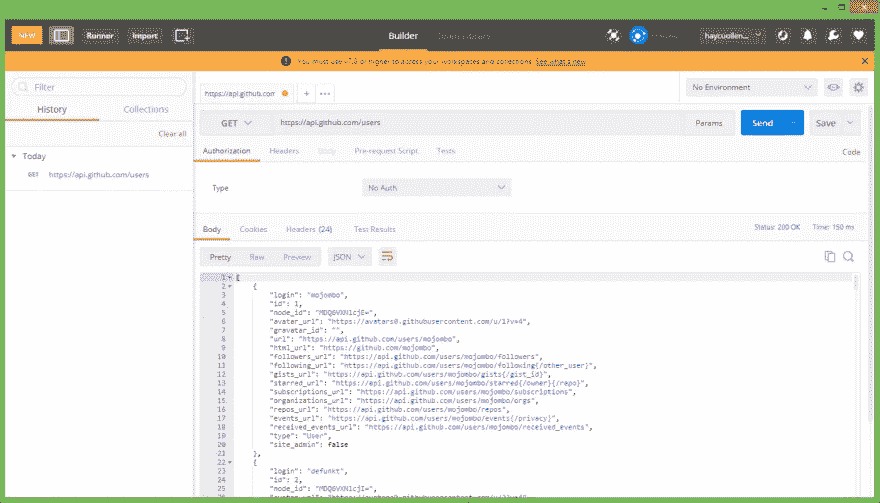 NEW Runner Import Builder
You must use v7.0 or higher to access your workspaces and collections. See what's new
Filter
History Collections
Clear all
Today
GET https://api.github.com/users
https://api.github.com
+ •••
No Environment
GET https://api.github.com/users Params Send Save
Authorization Headers Body Pre-request Script Tests Code
Type No Auth
Body Cookies Headers (24) Test Results Status: 200 OK Time: 150 ms
Pretty Raw Preview JSON
1 [
2 {
3 "login": "mojombo",
4 "id": 1,
5 "node_id": "MDQ6VXNlcjE=",
6 "avatar_url": "https://avatars0.githubusercontent.com/u/1?v=4",
7 "gravatar_id": "",
8 "url": "https://api.github.com/users/mojombo",
9 "html_url": "https://github.com/mojombo",
10 "followers_url": "https://api.github.com/users/mojombo/followers",
11 "following_url": "https://api.github.com/users/mojombo/following{/other_user}",
12 "gists_url": "https://api.github.com/users/mojombo/gists{/gist_id}",
13 "starred_url": "https://api.github.com/users/mojombo/starred{/owner}{/repo}",
14 "subscriptions_url": "https://api.github.com/users/mojombo/subscriptions",
15 "organizations_url": "https://api.github.com/users/mojombo/orgs",
16 "repos_url": "https://api.github.com/users/mojombo/repos",
17 "events_url": "https://api.github.com/users/mojombo/events{/privacy}",
18 "received_events_url": "https://api.github.com/users/mojombo/received_events",
19 "type": "User",
20 "site_admin": false
21 },
22 {
23 "login": "defunkt",
24 "id": 2,
25 "node_id": "MDQ6VXNlcjI=",